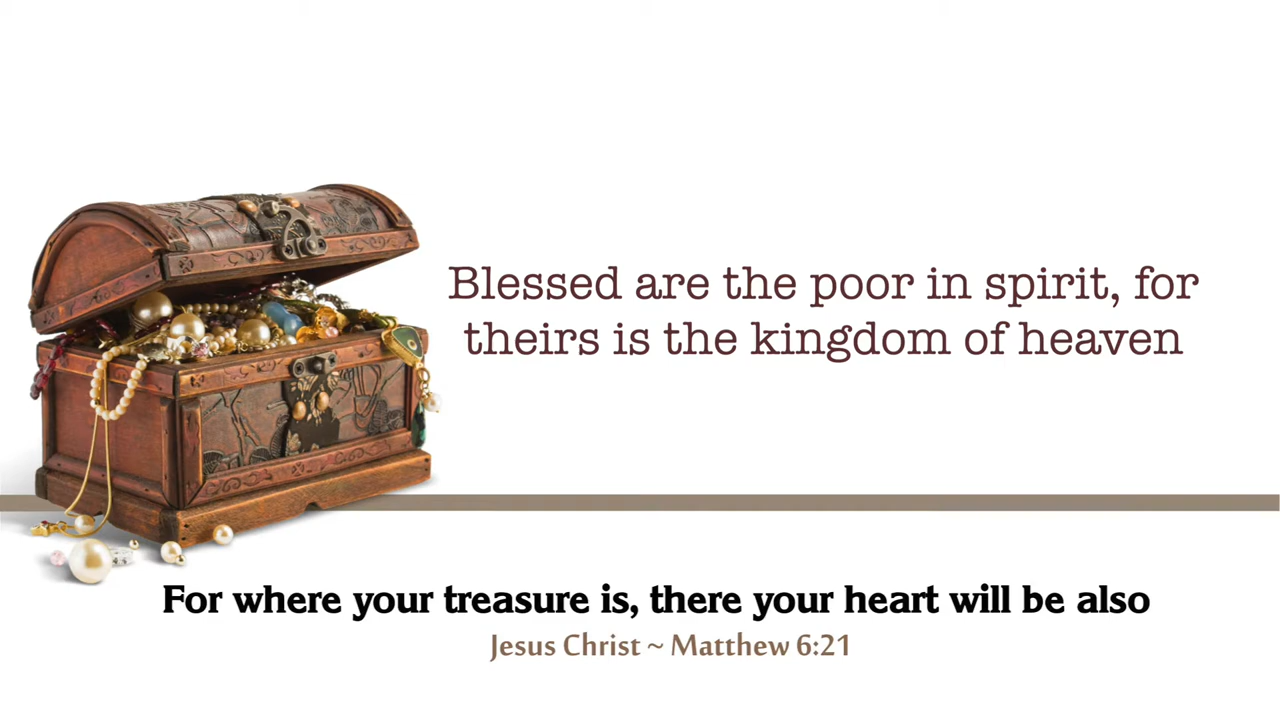 Blessed are the poor in spirit, for
theirs is the kingdom of heaven
For where your treasure is, there your heart will be also
Jesus Christ ~ Matthew 6:21